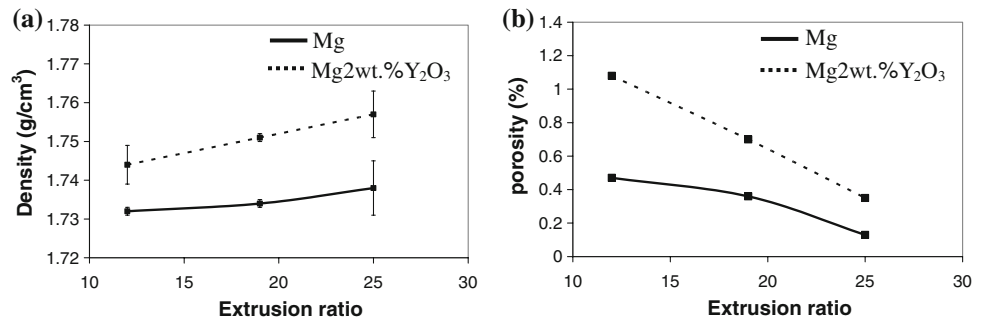 (a)
Density (g/cm³)
1.78
1.77
1.76
1.75
1.74
1.73
1.72
Mg
Mg2wt.%Y₂O₃
10 15 20 25 30
Extrusion ratio
(b)
porosity (%)
1.4
1.2
1
0.8
0.6
0.4
0.2
0
Mg
Mg2wt.%Y₂O₃
10 15 20 25 30
Extrusion ratio